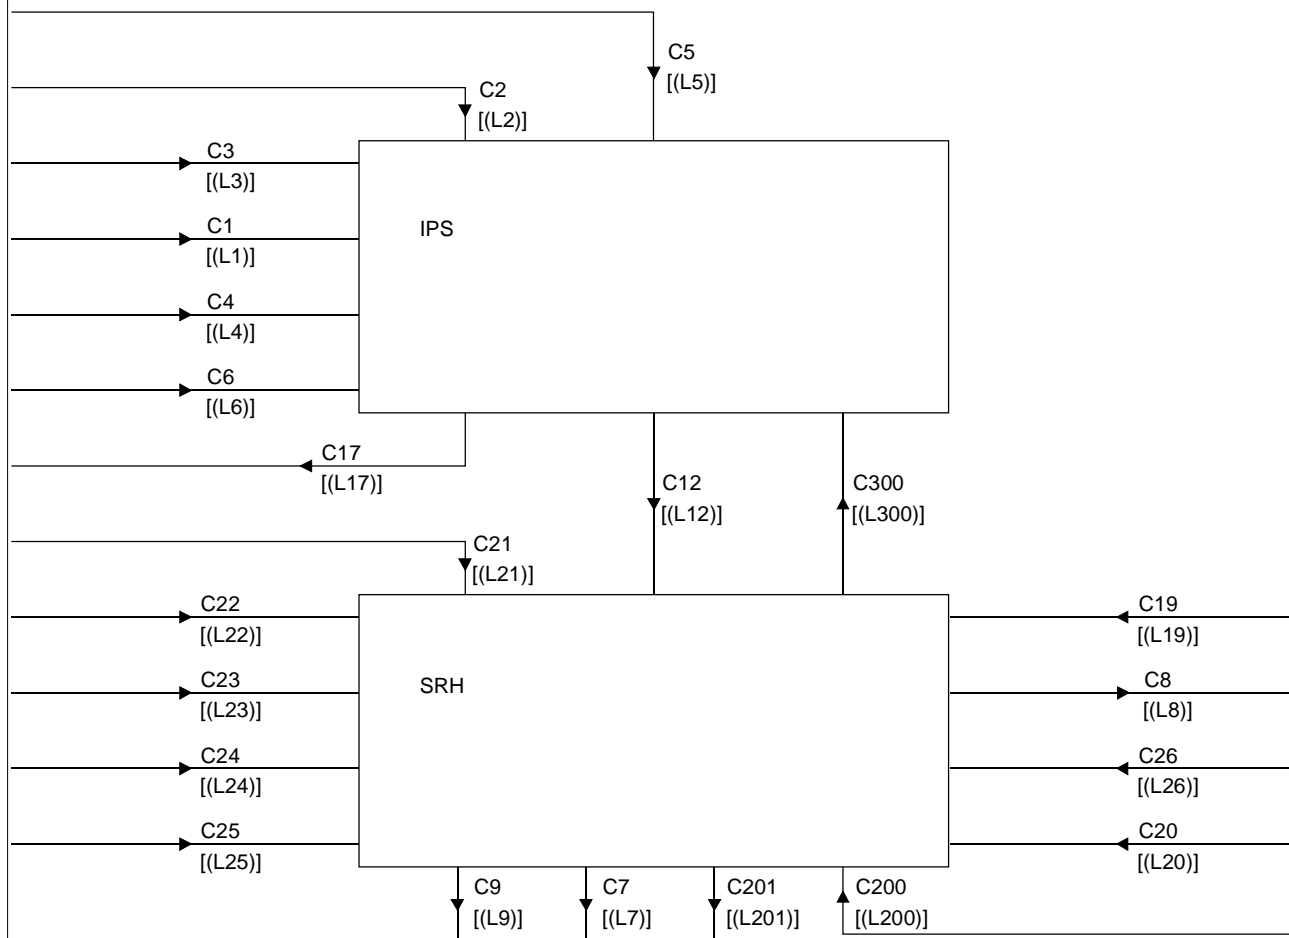 C5
[(L5)]
C2
[(L2)]
C3
[(L3)]
C1
[(L1)]
IPS
C4
[(L4)]
C6
[(L6)]
C17
[(L17)]
C12
[(L12)]
C300
[(L300)]
C21
[(L21)]
C22
[(L22)]
C19
[(L19)]
C23
[(L23)]
SRH
C8
[(L8)]
C24
[(L24)]
C26
[(L26)]
C25
[(L25)]
C20
[(L20)]
C9
[(L9)]
C7
[(L7)]
C201
[(L201)]
C200
[(L200)]